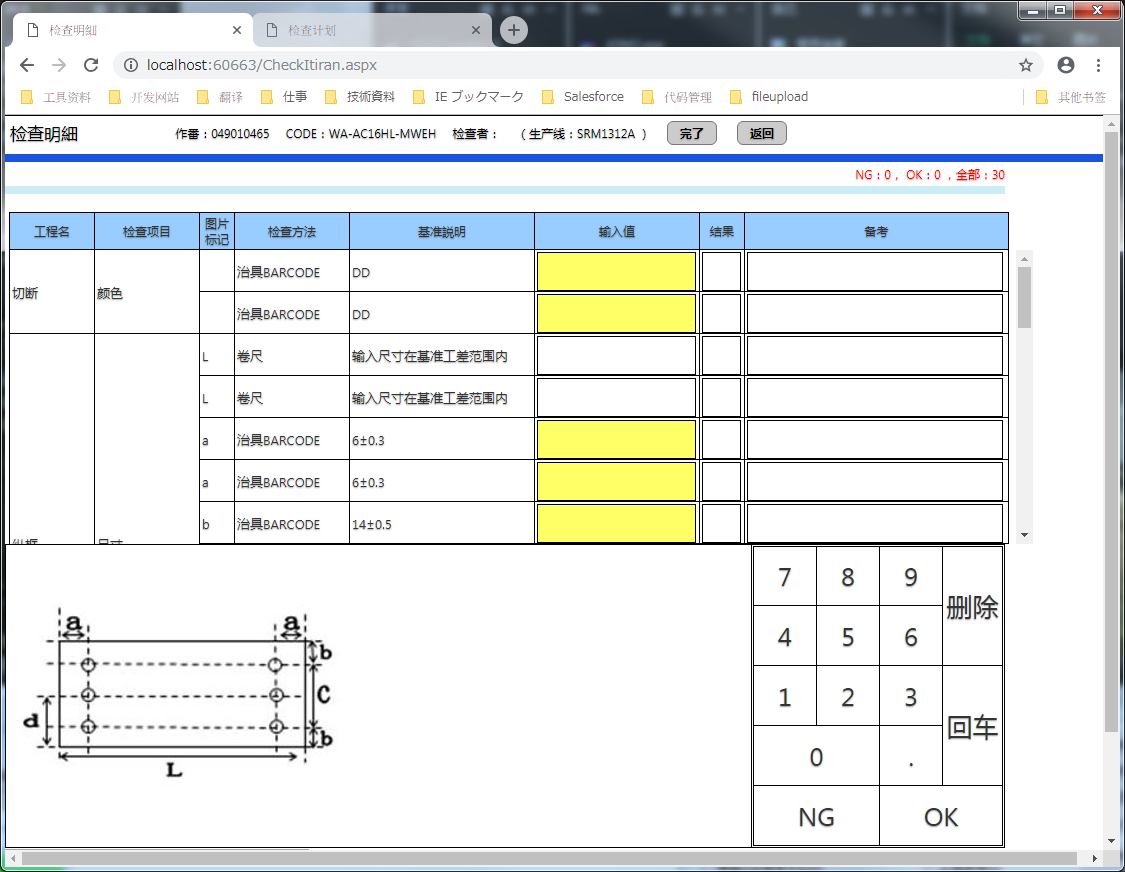 检查明細
检查计划
localhost:60663/CheckItiran.aspx
工具资料 开发网站 翻译 仕事 技術資料 IE ブックマーク Salesforce 代码管理 fileupload 其他书签
检查明細 作番：049010465 CODE：WA-AC16HL-MWEH 检查者： （生产线：SRM1312A ） 完了 返回
NG：0， OK：0 ，全部：30
工程名 检查项目 图片标记 检查方法 基准説明 输入值 结果 备考
切断 颜色 治具BARCODE DD
治具BARCODE DD
L 卷尺 输入尺寸在基准工差范围内
L 卷尺 输入尺寸在基准工差范围内
a 治具BARCODE 6±0.3
a 治具BARCODE 6±0.3
b 治具BARCODE 14±0.5
a a
b
C
d
b
L
7 8 9 删除
4 5 6
1 2 3 回车
0 .
NG OK